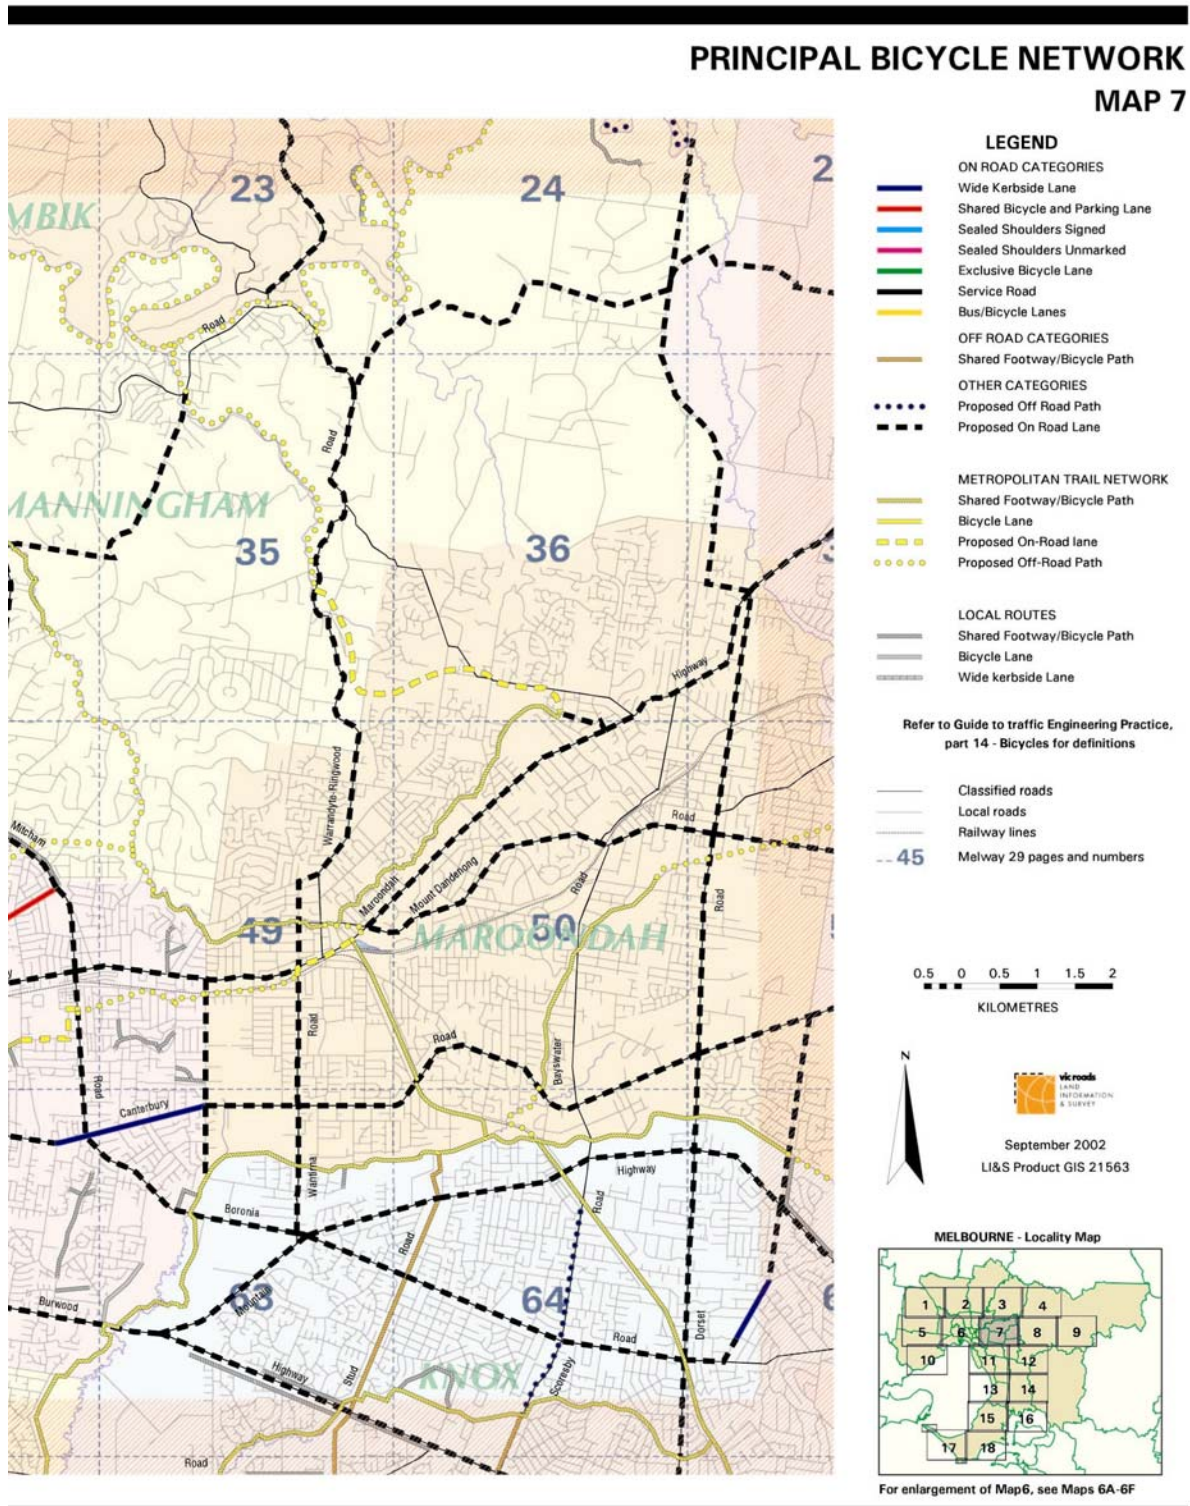 PRINCIPAL BICYCLE NETWORK
MAP 7
LEGEND
ON ROAD CATEGORIES
Wide Kerbside Lane
Shared Bicycle and Parking Lane
Sealed Shoulders Signed
Sealed Shoulders Unmarked
Exclusive Bicycle Lane
Service Road
Bus/Bicycle Lanes
OFF ROAD CATEGORIES
Shared Footway/Bicycle Path
OTHER CATEGORIES
Proposed Off Road Path
Proposed On Road Lane
METROPOLITAN TRAIL NETWORK
Shared Footway/Bicycle Path
Bicycle Lane
Proposed On-Road lane
Proposed Off-Road Path
LOCAL ROUTES
Shared Footway/Bicycle Path
Bicycle Lane
Wide kerbside Lane
Refer to Guide to traffic Engineering Practice,
part 14 - Bicycles for definitions
Classified roads
Local roads
Railway lines
45 Melway 29 pages and numbers
0.5 0 0.5 1 1.5 2
KILOMETRES
N
vic roads
LAND
INFORMATION
& SURVEY
September 2002
LI&S Product GIS 21563
MELBOURNE - Locality Map
1 2 3 4
5 6 7 8 9
10 11 12
13 14
15 16
17 18
For enlargement of Map6, see Maps 6A-6F
23 24 2
MBIK
Road
Road
MANNINGHAM
35 36 3
Highway
Warrandyte-Ringwood
Mitcham
Road
Maroondah
Mount Dandenong
Road
Road
49 50
MAROONDAH
Road
Road
Bayswater
Road
Canterbury
Wantirna
Highway
Boronia
Road
Road
63 64 6
Mountain
Burwood
Road
Dorset
Highway
Stud
KNOX
Scoresby
Road